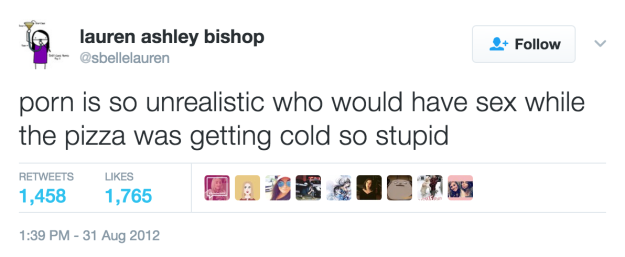 lauren ashley bishop
@sbellelauren
Follow
porn is so unrealistic who would have sex while
the pizza was getting cold so stupid
RETWEETS LIKES
1,458 1,765
1:39 PM - 31 Aug 2012